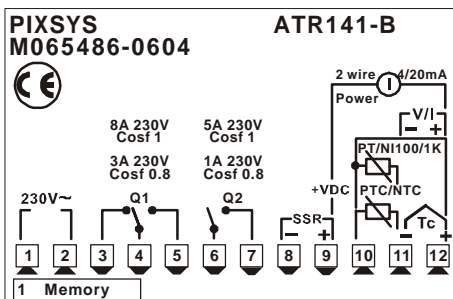 PIXSYS ATR141-B
M065486-0604
CE
2 wire I 4/20mA
Power
V/I
− +
8A 230V 5A 230V
Cosf 1 Cosf 1
PT/NI100/1K
3A 230V 1A 230V
Cosf 0.8 Cosf 0.8
+VDC PTC/NTC
230V~ Q1 Q2
SSR Tc
− + − +
1 2 3 4 5 6 7 8 9 10 11 12
1 Memory